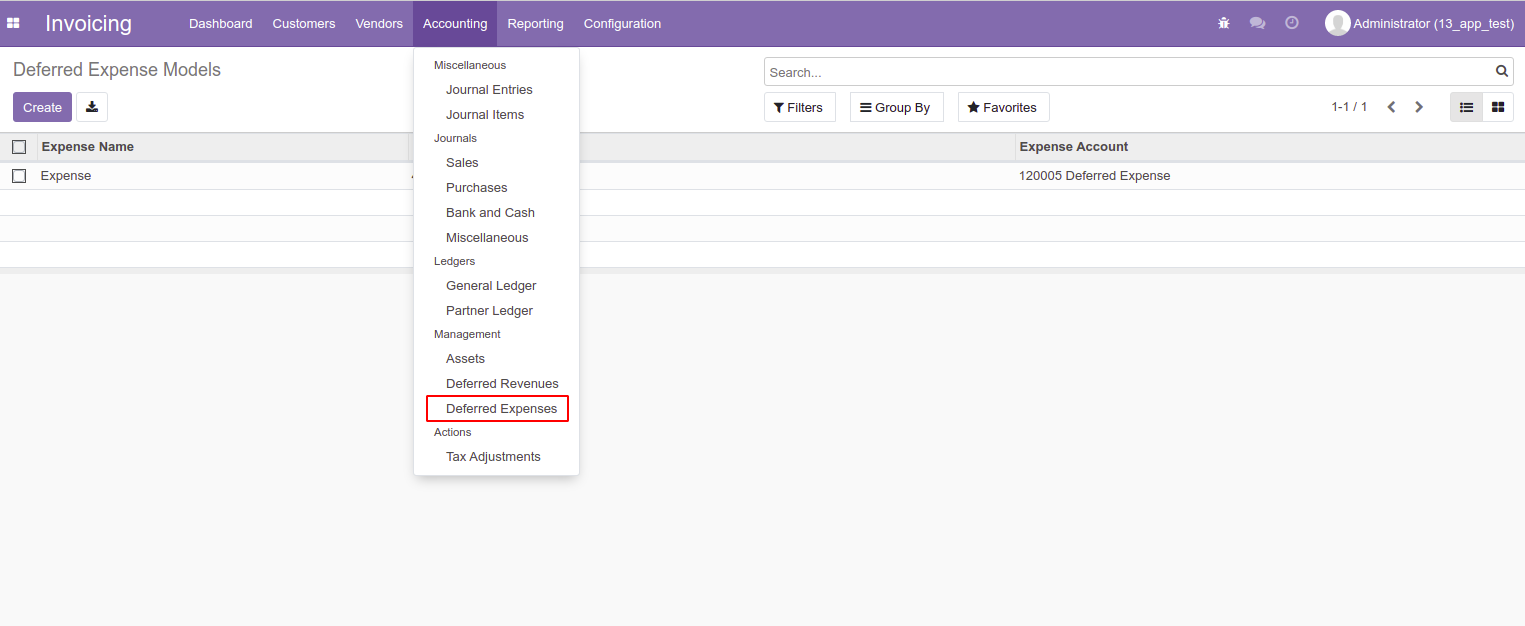 Invoicing Dashboard Customers Vendors Accounting Reporting Configuration Administrator (13_app_test)
Deferred Expense Models
Search...
Create
Filters Group By Favorites 1-1 / 1
Miscellaneous
Journal Entries
Journal Items
Journals
Sales
Purchases
Bank and Cash
Miscellaneous
Ledgers
General Ledger
Partner Ledger
Management
Assets
Deferred Revenues
Deferred Expenses
Actions
Tax Adjustments
Expense Name Expense Account
Expense 120005 Deferred Expense